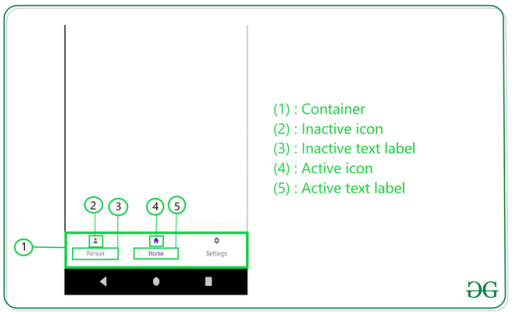 (1) : Container
(2) : Inactive icon
(3) : Inactive text label
(4) : Active icon
(5) : Active text label
2
3
4
5
1
Person
Home
Settings